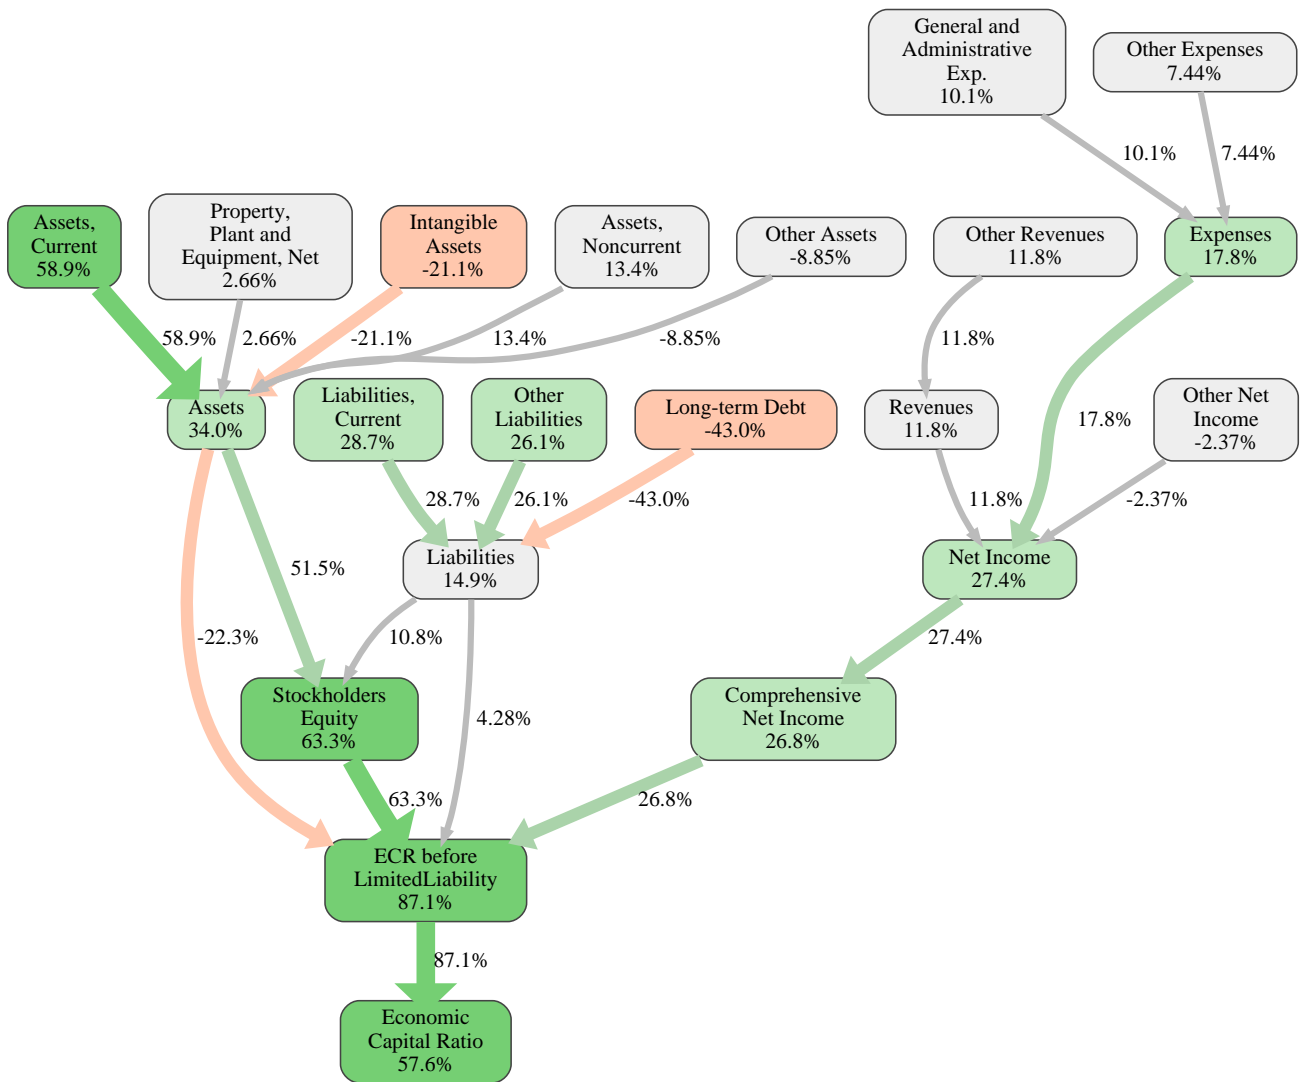 General and
Administrative
Exp.
10.1%
Other Expenses
7.44%
10.1%
7.44%
Assets,
Current
58.9%
Property,
Plant and
Equipment, Net
2.66%
Intangible
Assets
-21.1%
Assets,
Noncurrent
13.4%
Other Assets
-8.85%
Other Revenues
11.8%
Expenses
17.8%
58.9%
2.66%
-21.1%
13.4%
-8.85%
11.8%
Assets
34.0%
Liabilities,
Current
28.7%
Other
Liabilities
26.1%
Long-term Debt
-43.0%
Revenues
11.8%
17.8%
Other Net
Income
-2.37%
28.7%
26.1%
-43.0%
11.8%
-2.37%
51.5%
Liabilities
14.9%
Net Income
27.4%
-22.3%
10.8%
27.4%
Stockholders
Equity
63.3%
4.28%
Comprehensive
Net Income
26.8%
63.3%
26.8%
ECR before
LimitedLiability
87.1%
87.1%
Economic
Capital Ratio
57.6%